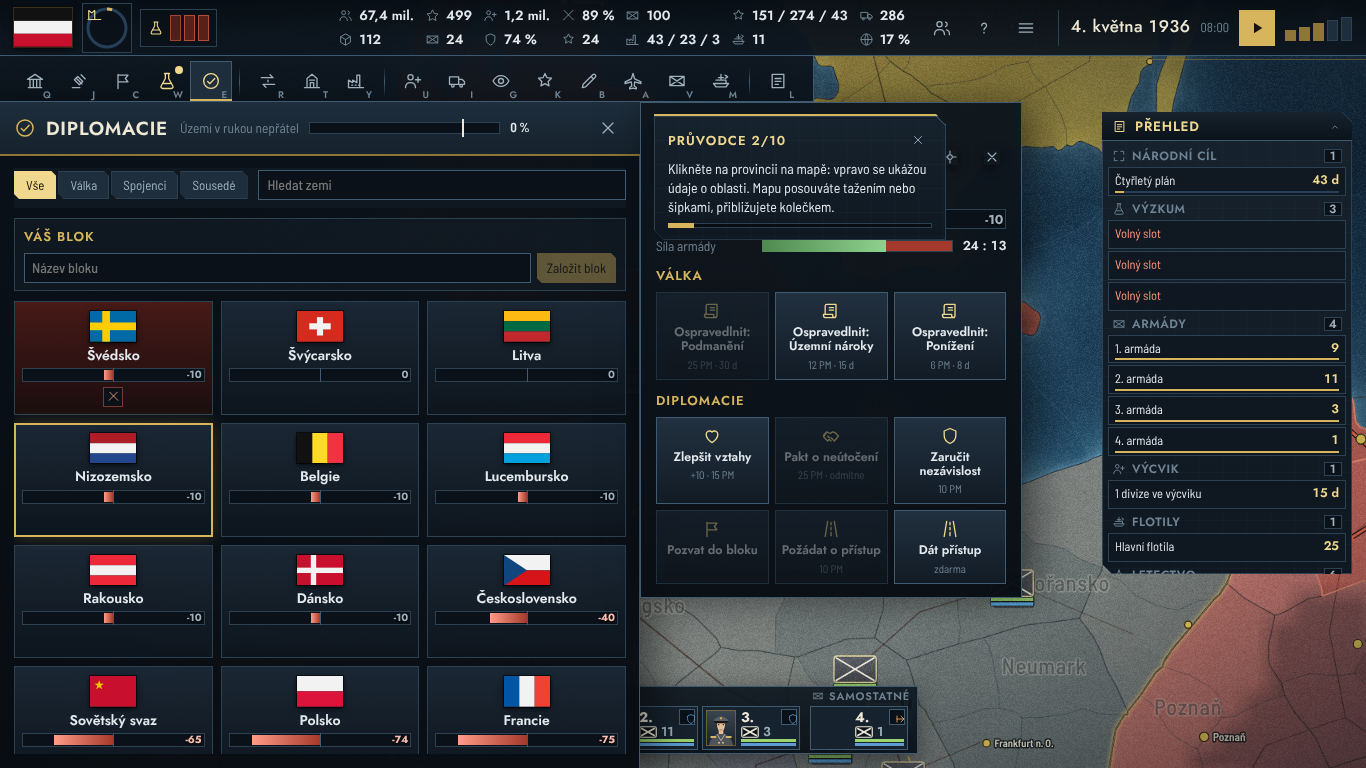 67,4 mil. 499 1,2 mil. 89 % 100 151 / 274 / 43 286
112 24 74 % 24 43 / 23 / 3 11 17 %
4. května 1936 08:00
Q J C W E R T Y U I G K B A V M L
DIPLOMACIE Území v rukou nepřátel 0 %
Vše Válka Spojenci Sousedé Hledat zemi
VÁŠ BLOK
Název bloku Založit blok
Švédsko Švýcarsko Litva
-10 0 0
Nizozemsko Belgie Lucembursko
-10 -10 -10
Rakousko Dánsko Československo
-10 -10 -40
Sovětský svaz Polsko Francie
-65 -74 -75
PRŮVODCE 2/10
Klikněte na provincii na mapě: vpravo se ukážou
údaje o oblasti. Mapu posouváte tažením nebo
šipkami, přibližujete kolečkem.
-10
Síla armády 24 : 13
VÁLKA
Ospravedlnit: Podmanění
25 PM · 30 d
Ospravedlnit: Územní nároky
12 PM · 15 d
Ospravedlnit: Ponížení
6 PM · 8 d
DIPLOMACIE
Zlepšit vztahy
+10 · 15 PM
Pakt o neútočení
25 PM · odmítne
Zaručit nezávislost
10 PM
Pozvat do bloku
Požádat o přístup
10 PM
Dát přístup
zdarma
PŘEHLED
NÁRODNÍ CÍL 1
Čtyřletý plán 43 d
VÝZKUM 3
Volný slot
Volný slot
Volný slot
ARMÁDY 4
1. armáda 9
2. armáda 11
3. armáda 3
4. armáda 1
VÝCVIK 1
1 divize ve výcviku 15 d
FLOTILY 1
Hlavní flotila 25
gsko
ořansko
Neumark
Poznaň
Poznaň
Frankfurt n. O.
SAMOSTATNÉ
2. 11
3. 3
4. 1